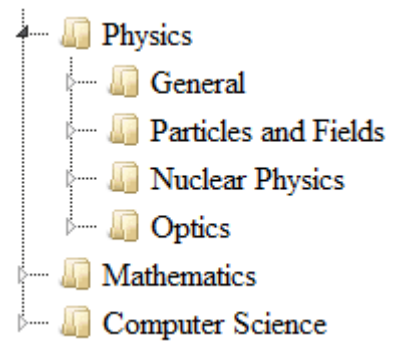 Physics
General
Particles and Fields
Nuclear Physics
Optics
Mathematics
Computer Science